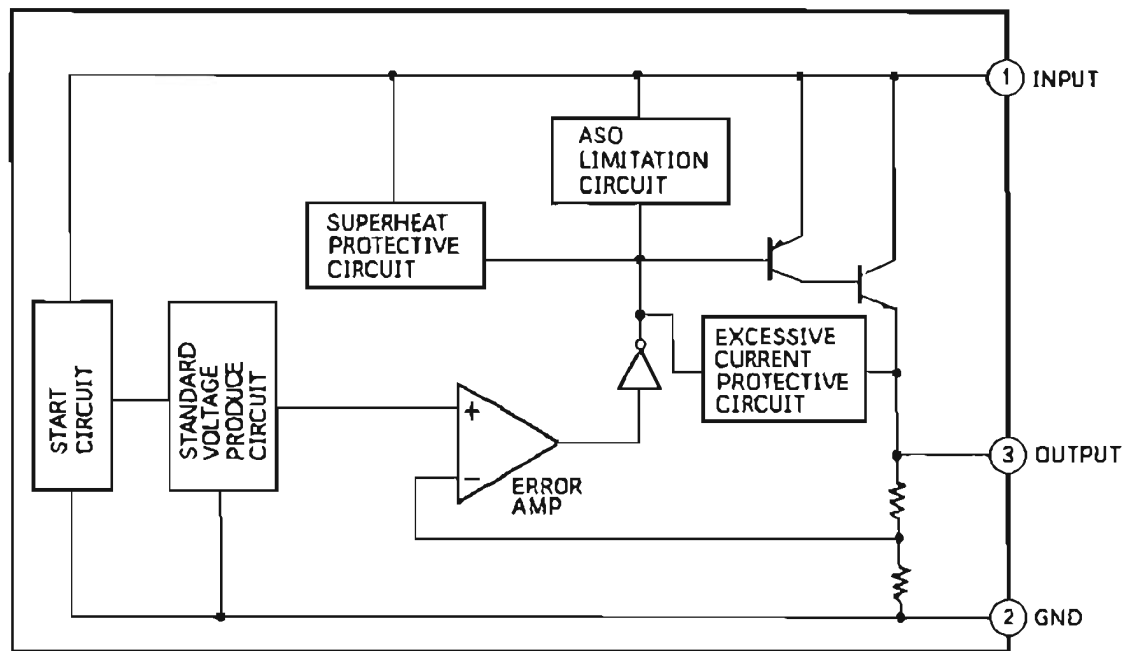 1 INPUT
ASO
LIMITATION
CIRCUIT
SUPERHEAT
PROTECTIVE
CIRCUIT
START
CIRCUIT
STANDARD
VOLTAGE
PRODUCE
CIRCUIT
EXCESSIVE
CURRENT
PROTECTIVE
CIRCUIT
+
−
ERROR
AMP
3 OUTPUT
2 GND